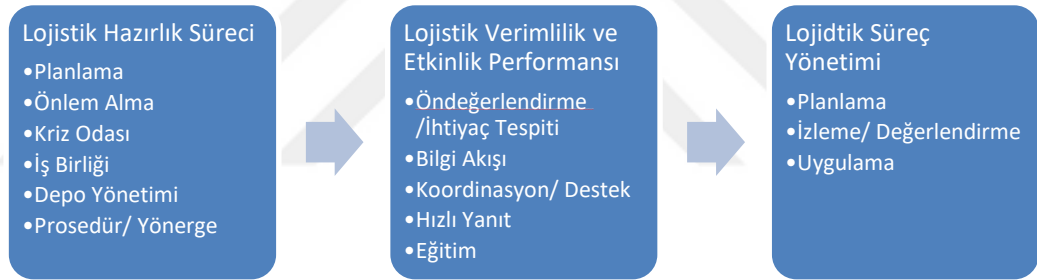 Lojistik Hazırlık Süreci
•Planlama
•Önlem Alma
•Kriz Odası
•İş Birliği
•Depo Yönetimi
•Prosedür/ Yönerge
Lojistik Verimlilik ve
Etkinlik Performansı
•Öndeğerlendirme
/İhtiyaç Tespiti
•Bilgi Akışı
•Koordinasyon/ Destek
•Hızlı Yanıt
•Eğitim
Lojidtik Süreç
Yönetimi
•Planlama
•İzleme/ Değerlendirme
•Uygulama